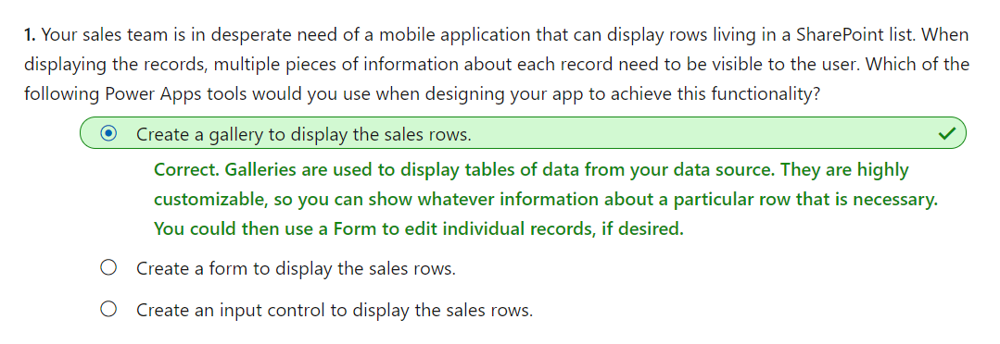 1. Your sales team is in desperate need of a mobile application that can display rows living in a SharePoint list. When
displaying the records, multiple pieces of information about each record need to be visible to the user. Which of the
following Power Apps tools would you use when designing your app to achieve this functionality?
Create a gallery to display the sales rows.
Correct. Galleries are used to display tables of data from your data source. They are highly
customizable, so you can show whatever information about a particular row that is necessary.
You could then use a Form to edit individual records, if desired.
Create a form to display the sales rows.
Create an input control to display the sales rows.